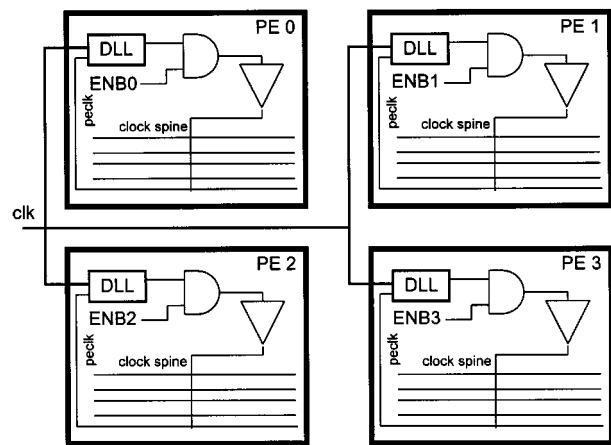 PE 0
DLL
ENB0
peclk
clock spine
PE 1
DLL
ENB1
peclk
clock spine
clk
PE 2
DLL
ENB2
peclk
clock spine
PE 3
DLL
ENB3
peclk
clock spine